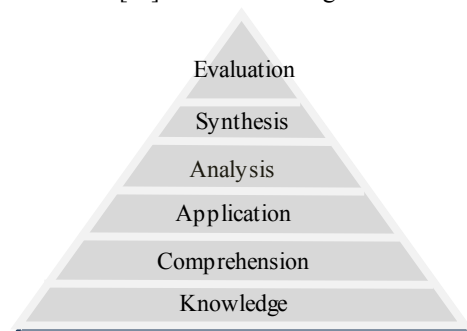 Evaluation
Synthesis
Analysis
Application
Comprehension
Knowledge